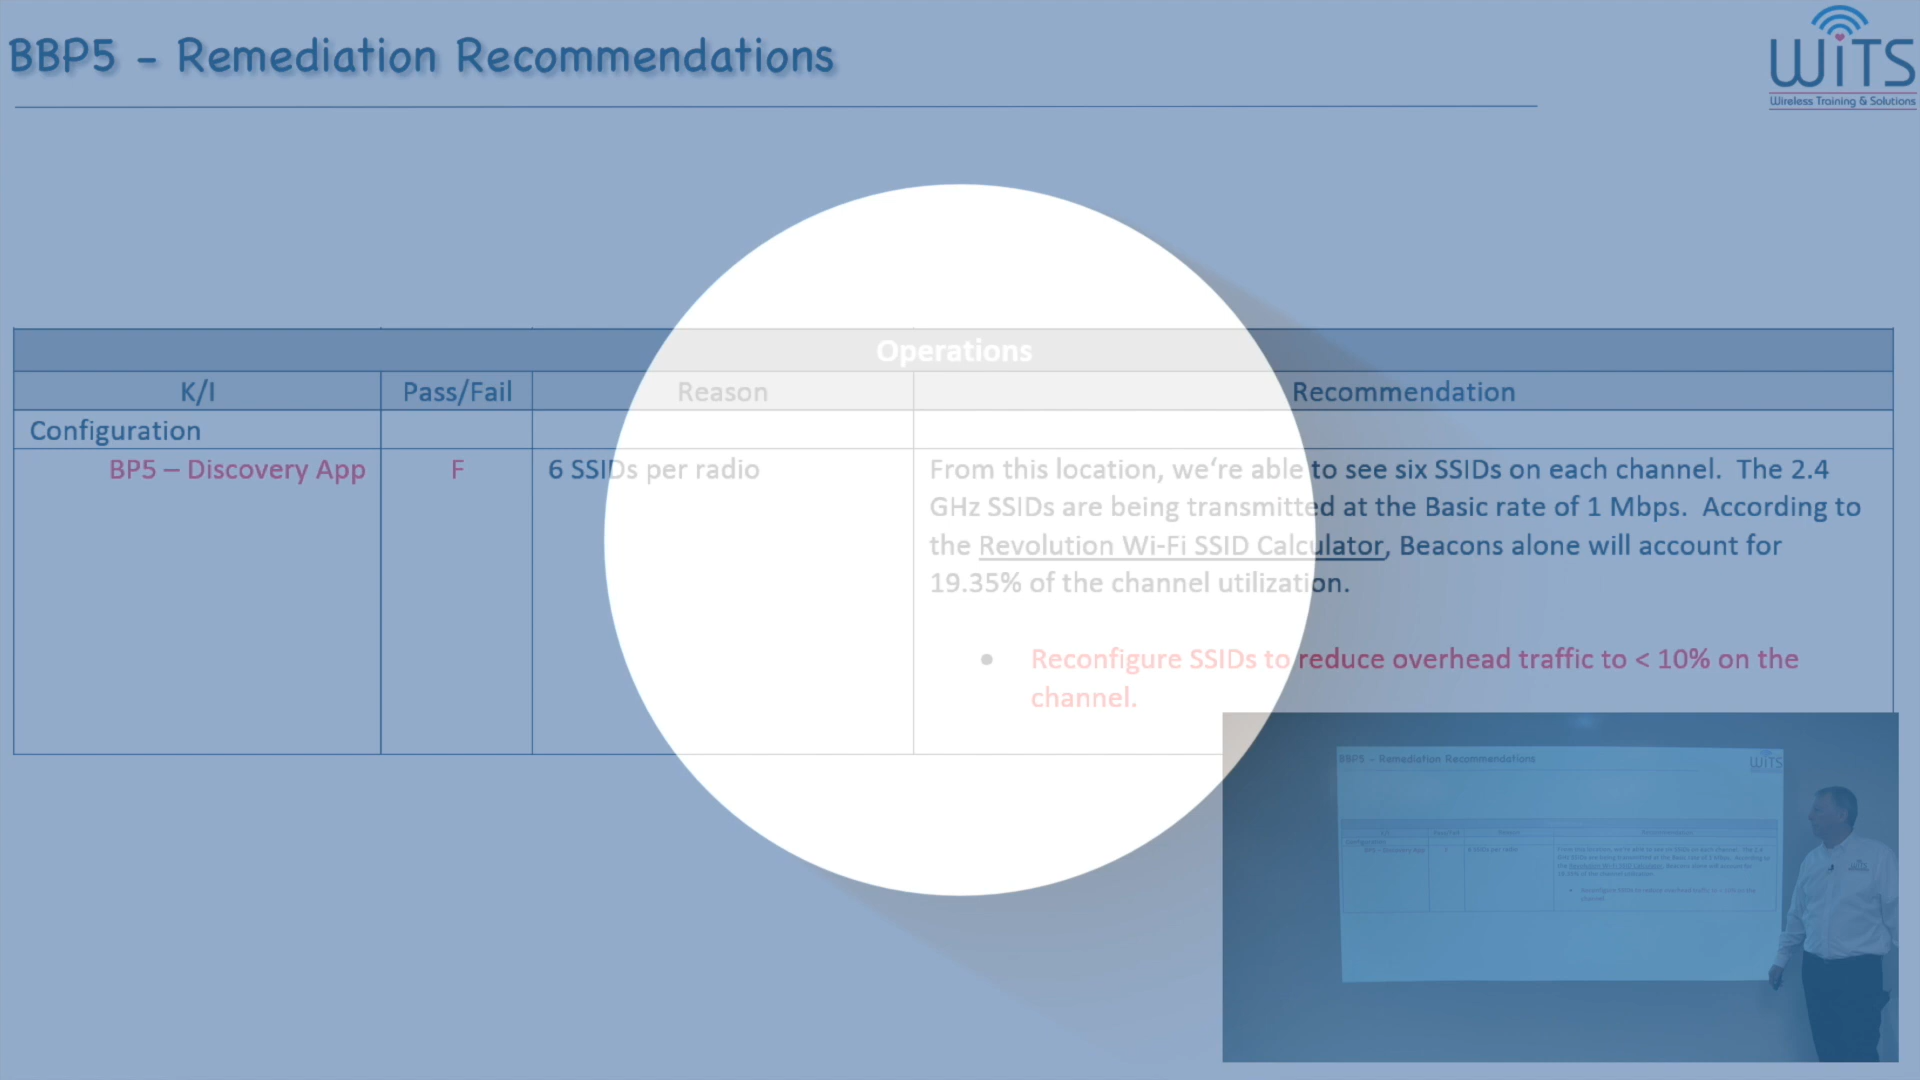 BBP5 - Remediation Recommendations
WiTS
Wireless Training & Solutions
Operations
K/I Pass/Fail Reason Recommendation
Configuration
BP5 – Discovery App F 6 SSIDs per radio From this location, we're able to see six SSIDs on each channel. The 2.4
GHz SSIDs are being transmitted at the Basic rate of 1 Mbps. According to
the Revolution Wi-Fi SSID Calculator, Beacons alone will account for
19.35% of the channel utilization.
• Reconfigure SSIDs to reduce overhead traffic to < 10% on the
channel.
BBP5 - Remediation Recommendations
WiTS